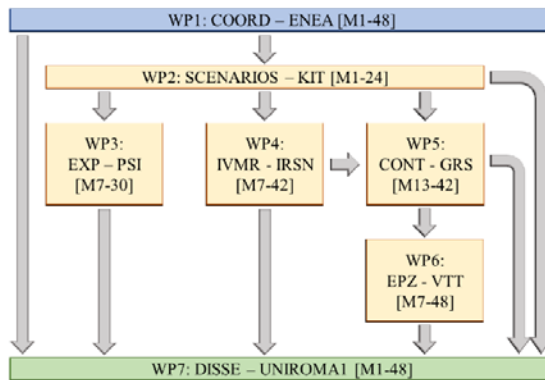 WP1: COORD – ENEA [M1-48]
WP2: SCENARIOS – KIT [M1-24]
WP3:
EXP – PSI
[M7-30]
WP4:
IVMR - IRSN
[M7-42]
WP5:
CONT - GRS
[M13-42]
WP6:
EPZ - VTT
[M7-48]
WP7: DISSE – UNIROMA1 [M1-48]